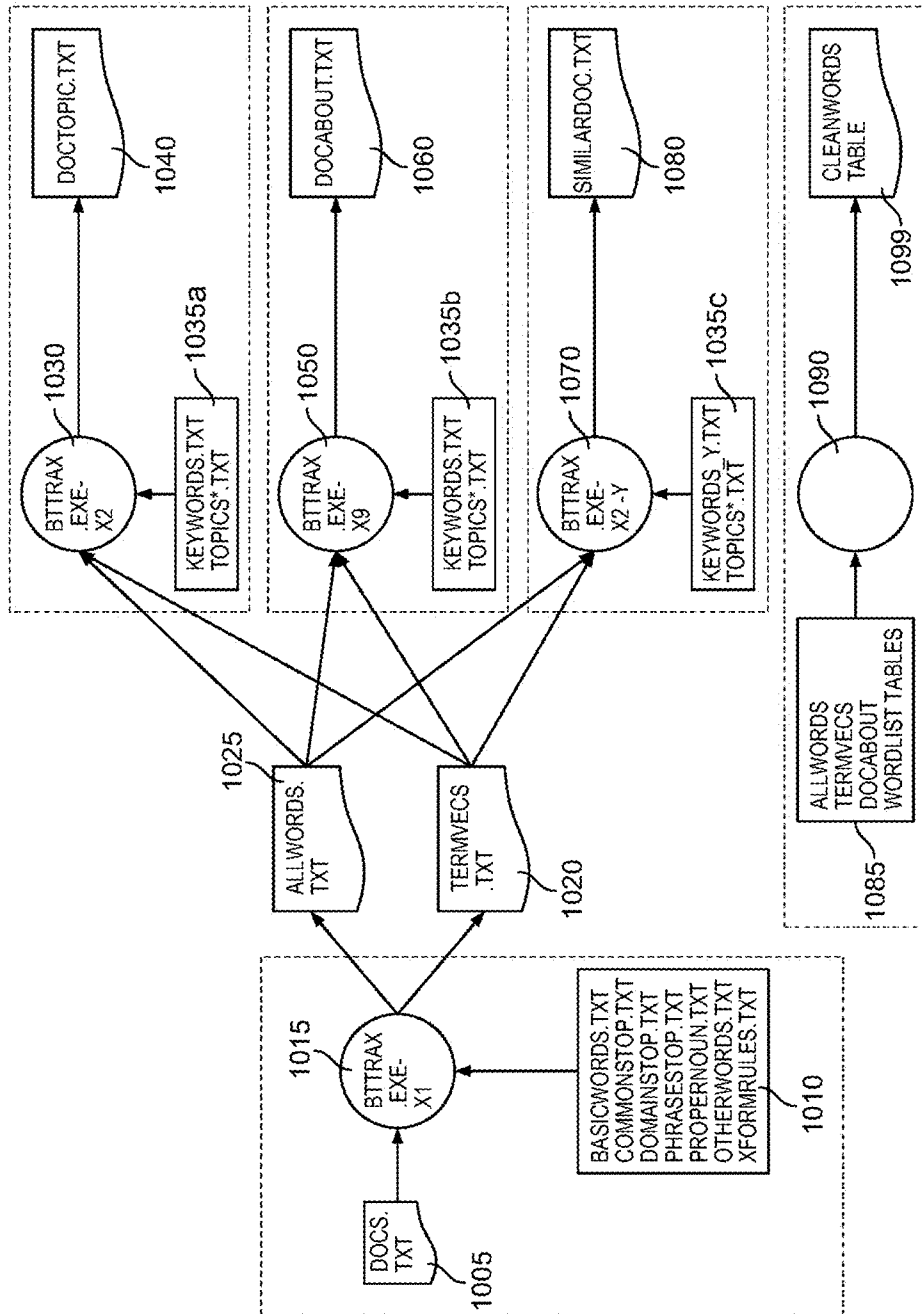 DOCS.
TXT
1005
BTTRAX
.EXE-
X1
1015
BASICWORDS.TXT
COMMONSTOP.TXT
DOMAINSTOP.TXT
PHRASESTOP.TXT
PROPERNOUN.TXT
OTHERWORDS.TXT
XFORMRULES.TXT
1010
ALLWORDS.
TXT
1025
TERMVECS
.TXT
1020
BTTRAX
.EXE-
X2
1030
KEYWORDS.TXT
TOPICS*.TXT
1035a
DOCTOPIC.TXT
1040
BTTRAX
.EXE-
X9
1050
KEYWORDS.TXT
TOPICS*.TXT
1035b
DOCABOUT.TXT
1060
BTTRAX
.EXE-
X2-Y
1070
KEYWORDS_Y.TXT
TOPICS*.TXT
1035c
SIMILARDOC.TXT
1080
ALLWORDS
TERMVECS
DOCABOUT
WORDLIST TABLES
1085
1090
CLEANWORDS
TABLE
1099